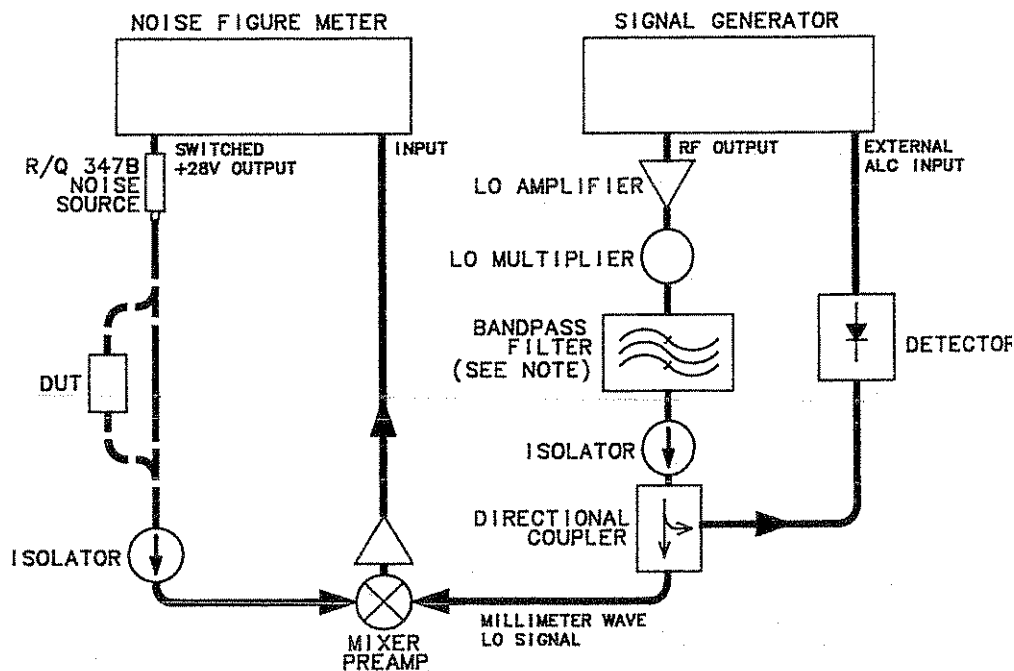 NOISE FIGURE METER
SIGNAL GENERATOR
SWITCHED
+28V OUTPUT
INPUT
RF OUTPUT
EXTERNAL
ALC INPUT
R/Q 347B
NOISE
SOURCE
LO AMPLIFIER
LO MULTIPLIER
BANDPASS
FILTER
(SEE NOTE)
DETECTOR
DUT
ISOLATOR
DIRECTIONAL
COUPLER
ISOLATOR
MILLIMETER WAVE
LO SIGNAL
MIXER
PREAMP